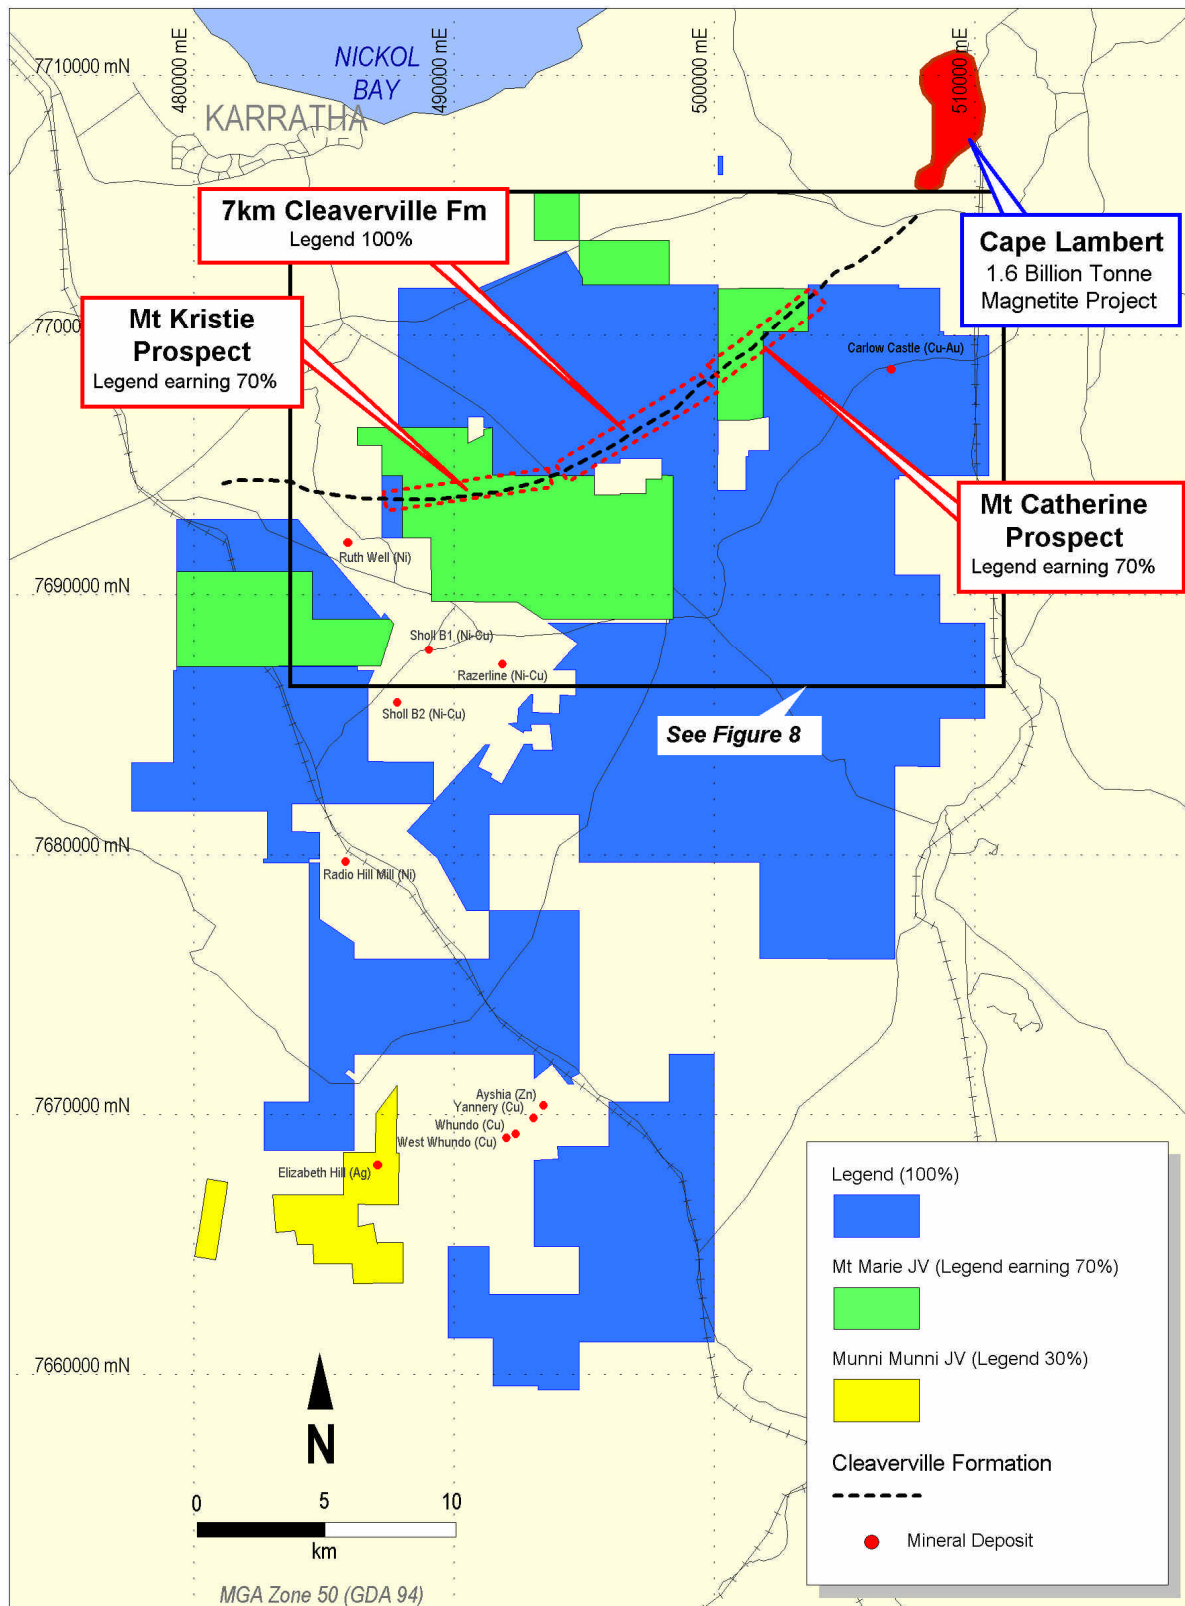 480000 mE
490000 mE
500000 mE
510000 mE
NICKOL
BAY
7710000 mN
KARRATHA
7km Cleaverville Fm
Legend 100%
Cape Lambert
1.6 Billion Tonne
Magnetite Project
Mt Kristie
Prospect
Legend earning 70%
770
Carlow Castle (Cu-Au)
Mt Catherine
Prospect
Legend earning 70%
Ruth Well (Ni)
7690000 mN
Sholl B1 (Ni-Cu)
Razerline (Ni-Cu)
Sholl B2 (Ni-Cu)
See Figure 8
7680000 mN
Radio Hill Mill (Ni)
7670000 mN
Ayshia (Zn)
Yannery (Cu)
Whundo (Cu)
West Whundo (Cu)
Elizabeth Hill (Ag)
7660000 mN
N
0 5 10
km
MGA Zone 50 (GDA 94)
Legend (100%)
Mt Marie JV (Legend earning 70%)
Munni Munni JV (Legend 30%)
Cleaverville Formation
Mineral Deposit